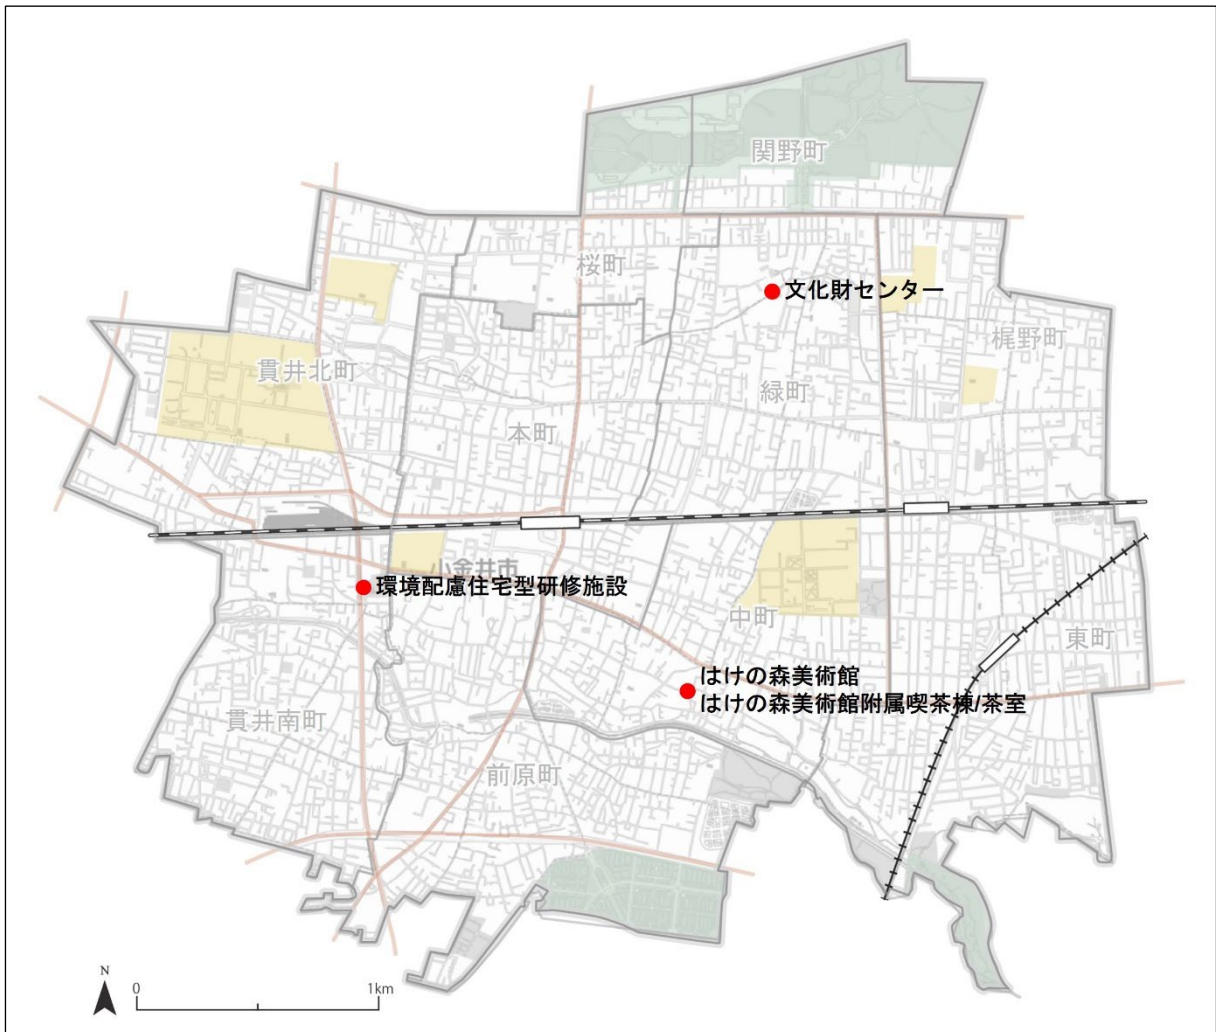 関野町
桜町
文化財センター
梶野町
貫井北町
緑町
本町
小金井市
環境配慮住宅型研修施設
中町
東町
はけの森美術館
はけの森美術館附属喫茶棟/茶室
貫井南町
前原町
N
0
1km